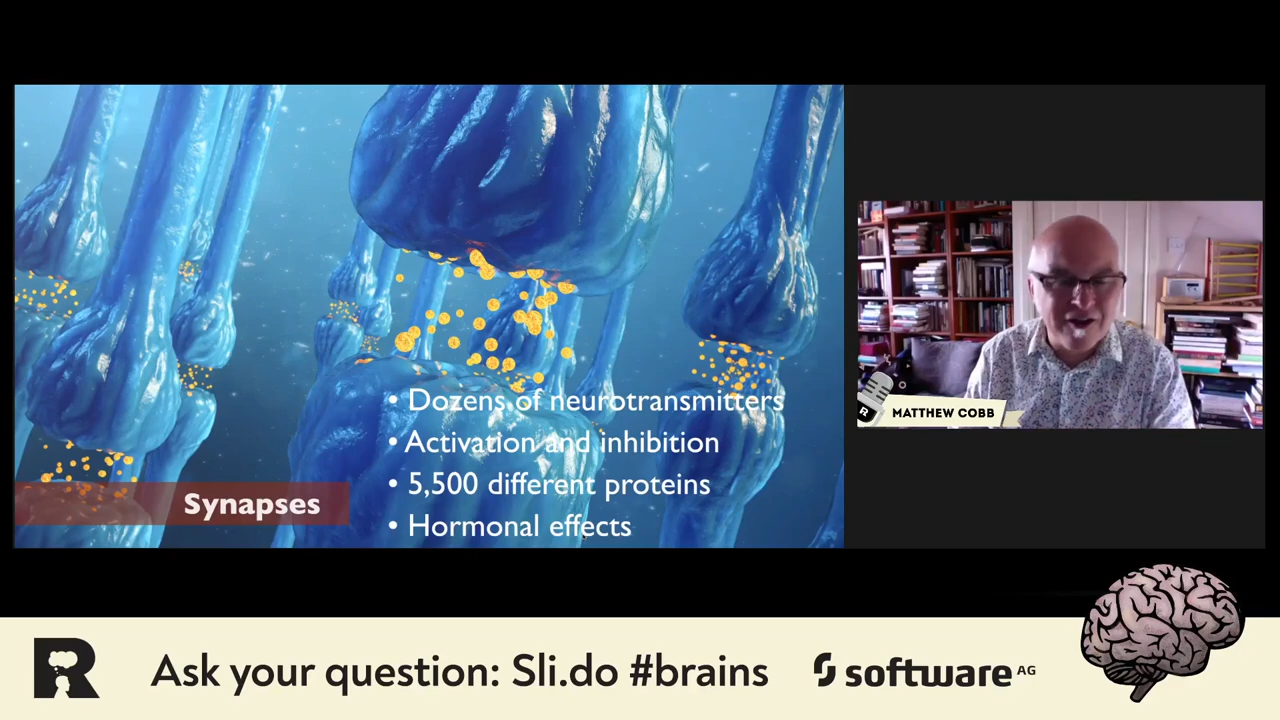 • Dozens of neurotransmitters
• Activation and inhibition
• 5,500 different proteins
• Hormonal effects
Synapses
R
MATTHEW COBB
R
Ask your question: Sli.do #brains
software AG